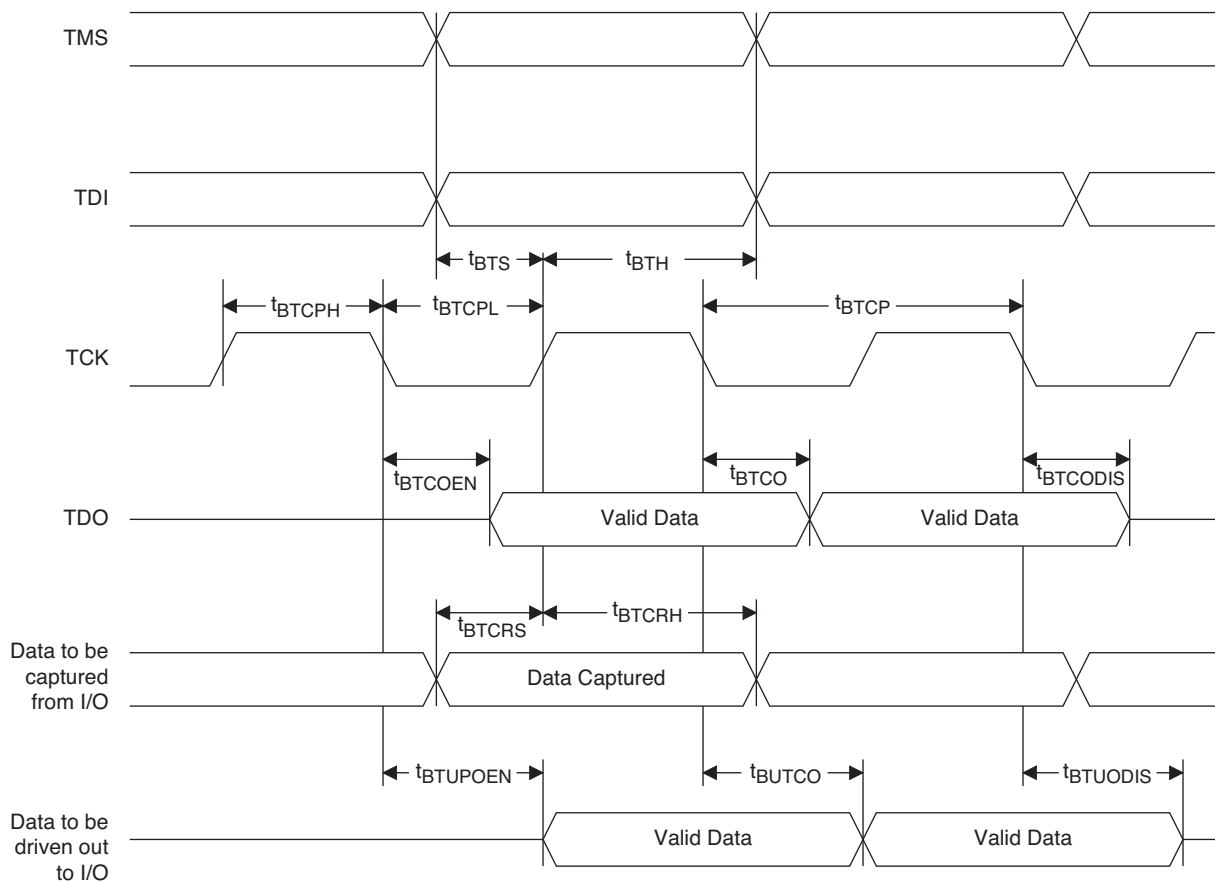 TMS
TDI
tBTS
tBTH
tBTCPH
tBTCPL
tBTCP
TCK
tBTCOEN
tBTCO
tBTCODIS
TDO
Valid Data
Valid Data
tBTCRS
tBTCRH
Data to be
captured
from I/O
Data Captured
tBTUPOEN
tBUTCO
tBTUODIS
Data to be
driven out
to I/O
Valid Data
Valid Data